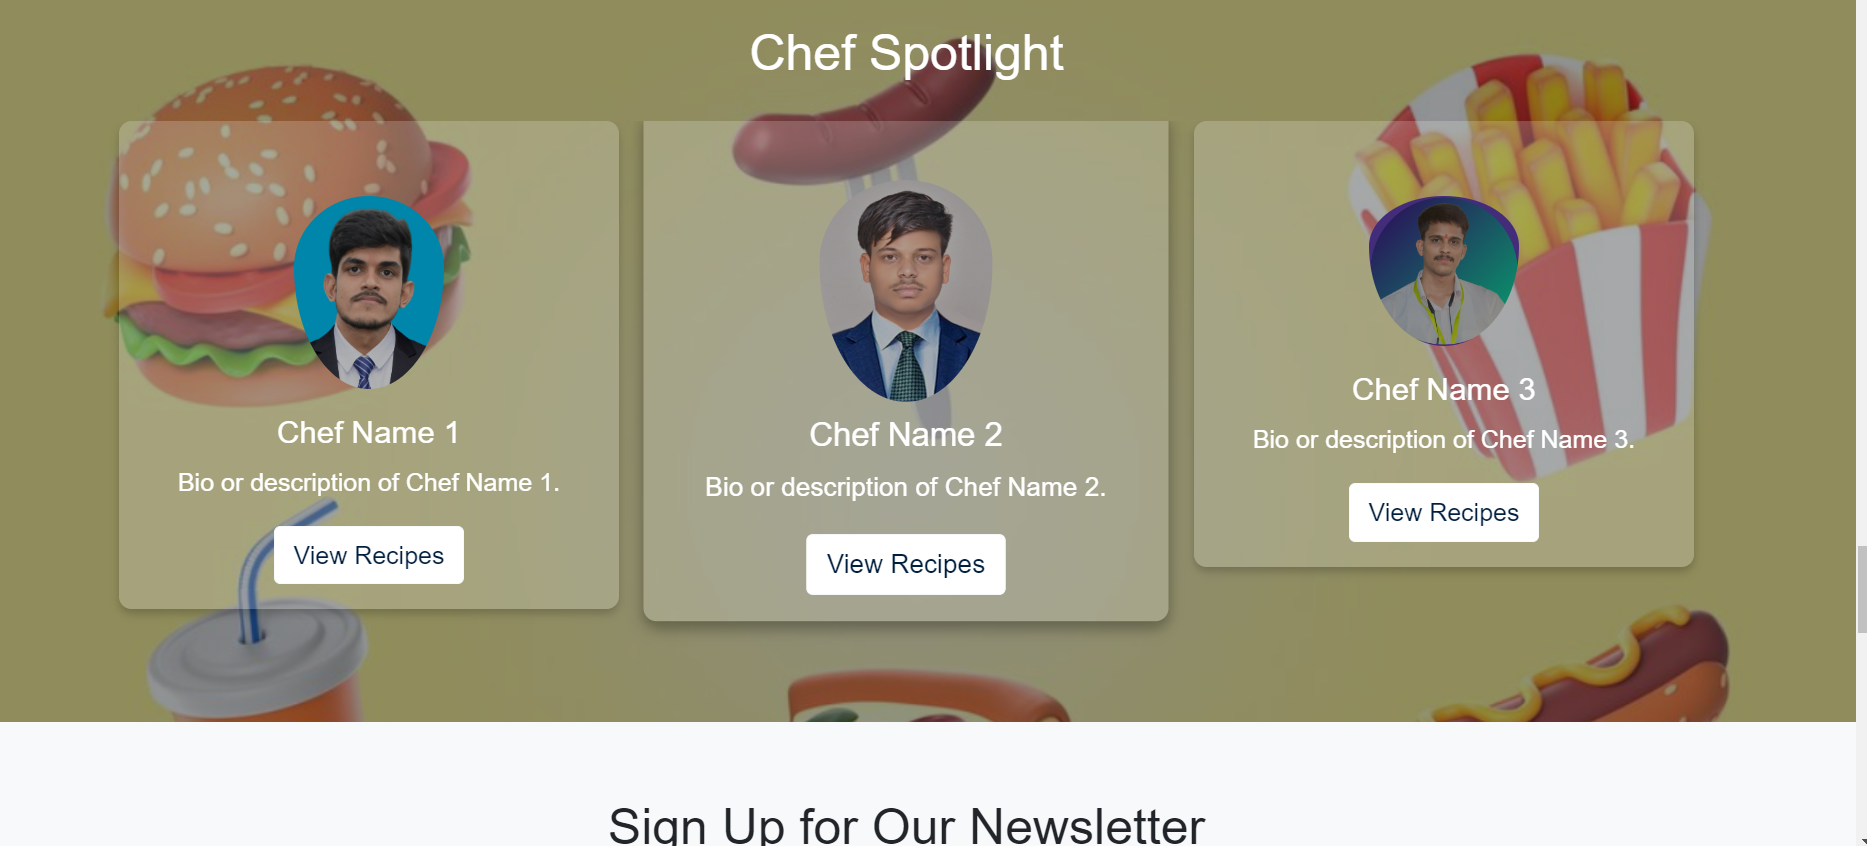 Chef Spotlight
Chef Name 1
Bio or description of Chef Name 1.
View Recipes
Chef Name 2
Bio or description of Chef Name 2.
View Recipes
Chef Name 3
Bio or description of Chef Name 3.
View Recipes
Sign Up for Our Newsletter